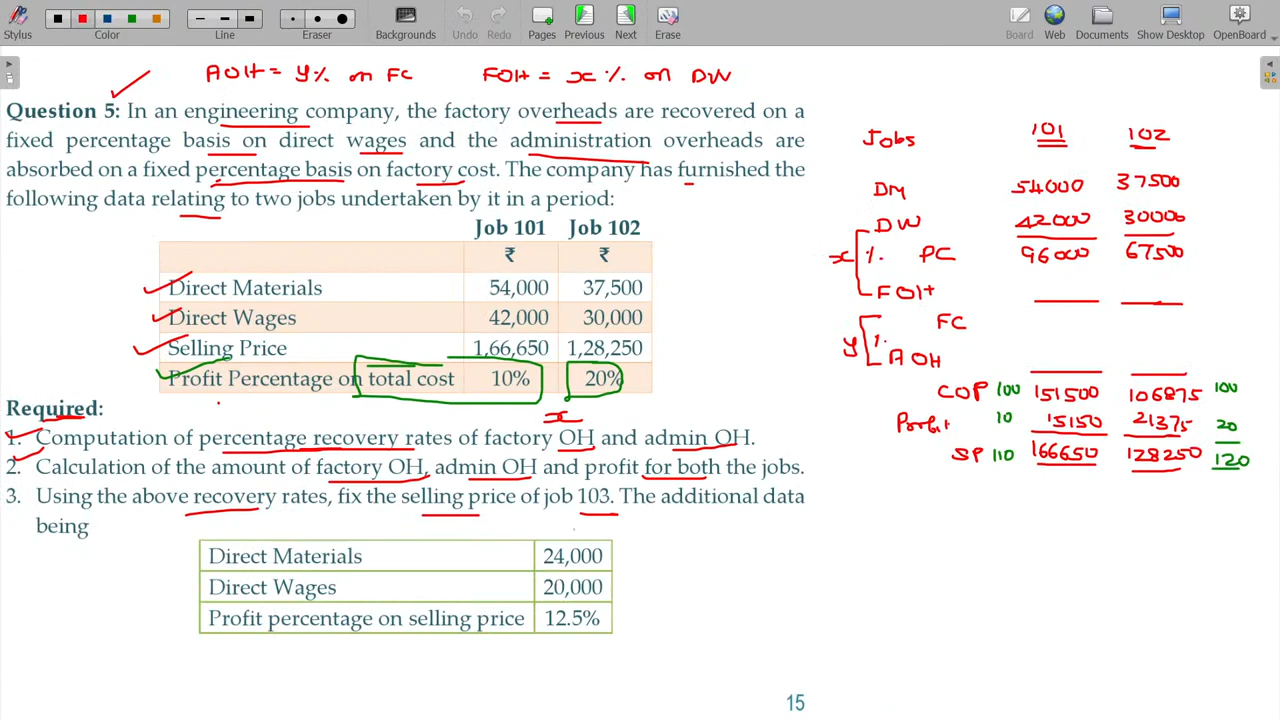 Stylus
Color
Line
Eraser
Backgrounds
Undo
Redo
Pages
Previous
Next
Erase
Board
Web
Documents
Show Desktop
OpenBoard
AOH = y% on FC
FOH = x % on DW
Question 5: In an engineering company, the factory overheads are recovered on a
fixed percentage basis on direct wages and the administration overheads are
absorbed on a fixed percentage basis on factory cost. The company has furnished the
following data relating to two jobs undertaken by it in a period:
Job 101 Job 102
₹ ₹
Direct Materials 54,000 37,500
Direct Wages 42,000 30,000
Selling Price 1,66,650 1,28,250
Profit Percentage on total cost 10% 20%
Required:
x
1. Computation of percentage recovery rates of factory OH and admin OH.
2. Calculation of the amount of factory OH, admin OH and profit for both the jobs.
3. Using the above recovery rates, fix the selling price of job 103. The additional data
being
Direct Materials 24,000
Direct Wages 20,000
Profit percentage on selling price 12.5%
15
Jobs 101 102
DM 54000 37500
DW 42000 30000
x % PC 96000 67500
FOH
FC
y %
AOH
COP 100 151500 106875 100
Profit 10 15150 21375 20
SP 110 166650 128250 120